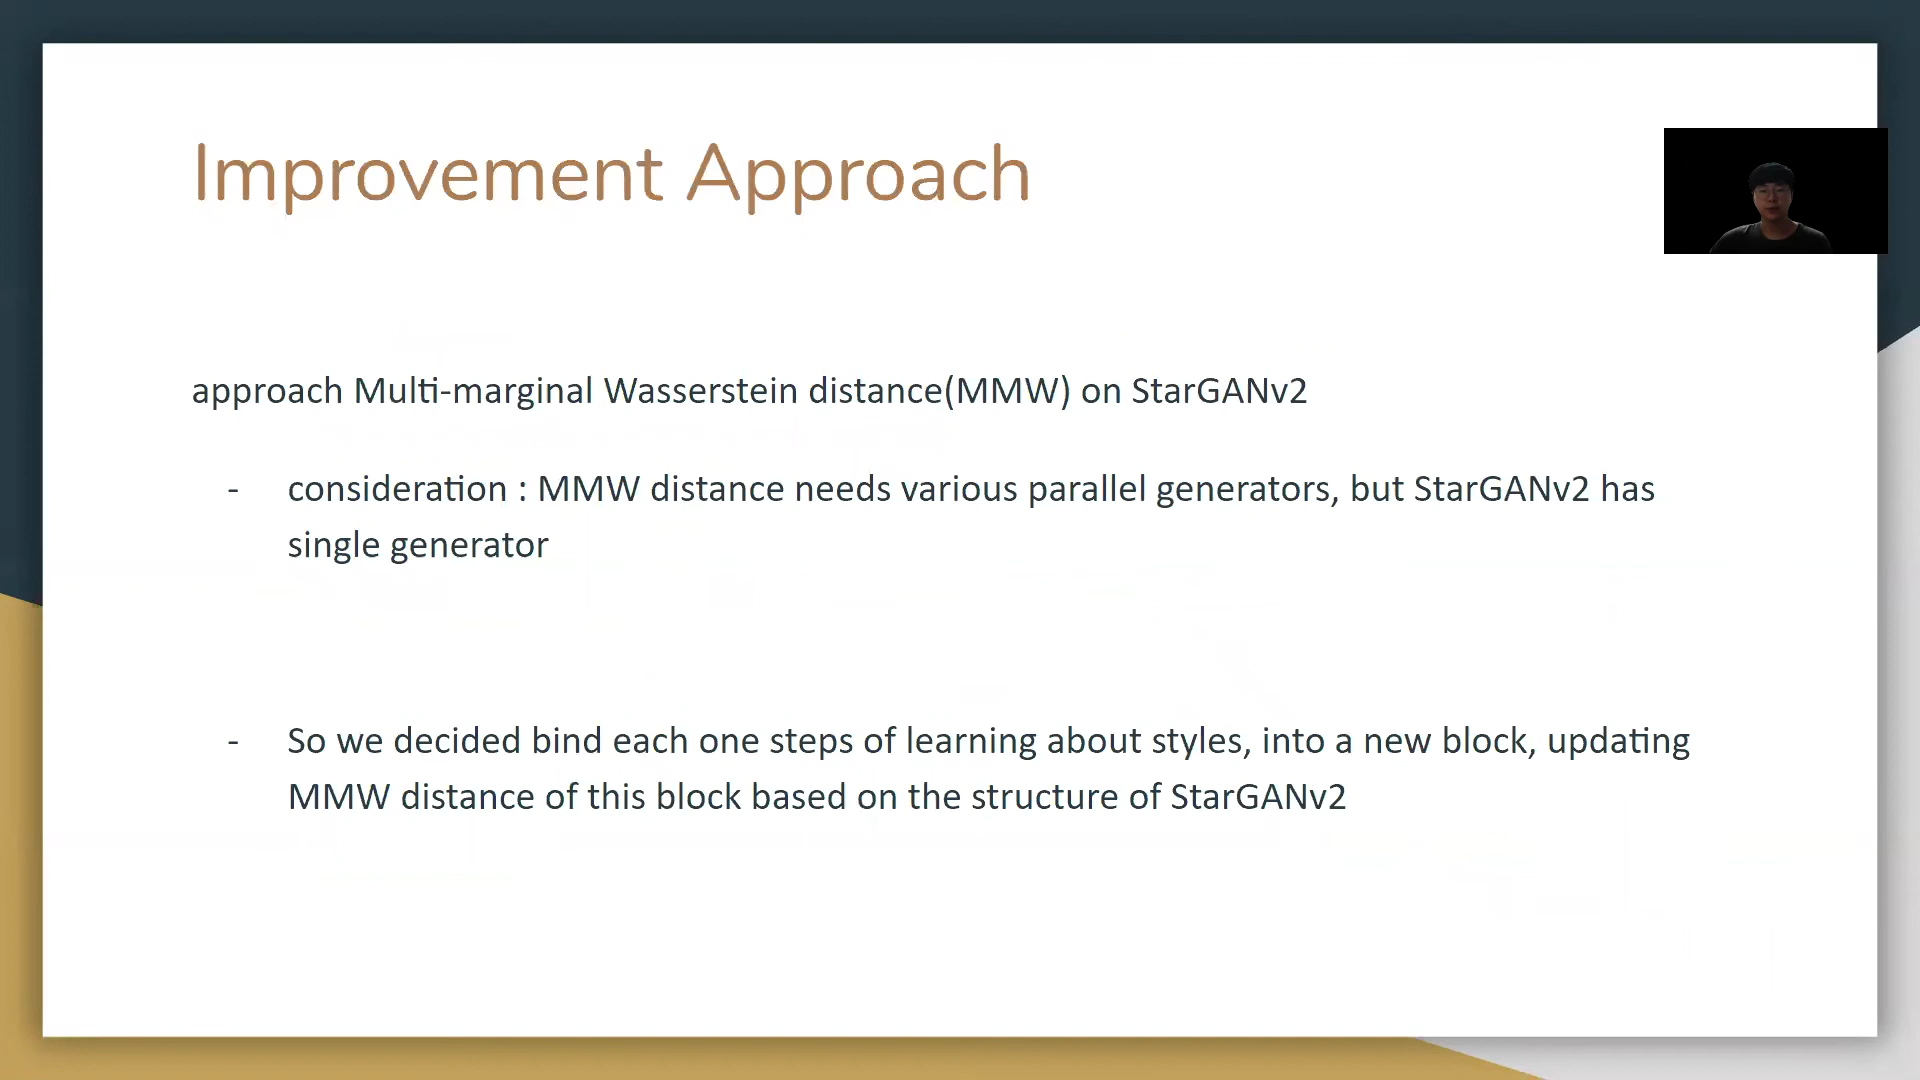 Improvement Approach
approach Multi-marginal Wasserstein distance(MMW) on StarGANv2
- consideration : MMW distance needs various parallel generators, but StarGANv2 has
single generator
- So we decided bind each one steps of learning about styles, into a new block, updating
MMW distance of this block based on the structure of StarGANv2